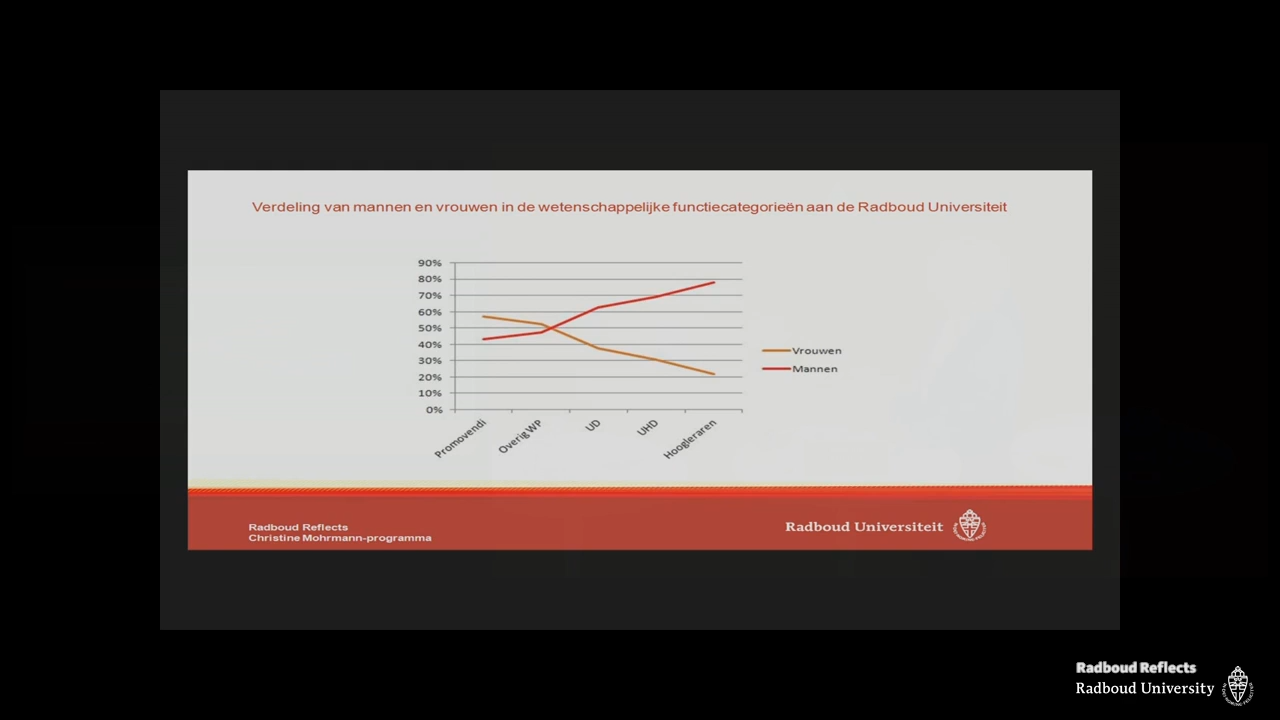 Verdeling van mannen en vrouwen in de wetenschappelijke functiecategorieën aan de Radboud Universiteit
90%
80%
70%
60%
50%
40%
30%
20%
10%
0%
Promovendi
Overig WP
UD
UHD
Hoogleraren
Vrouwen
Mannen
Radboud Reflects
Christine Mohrmann-programma
Radboud Universiteit
Radboud Reflects
Radboud University